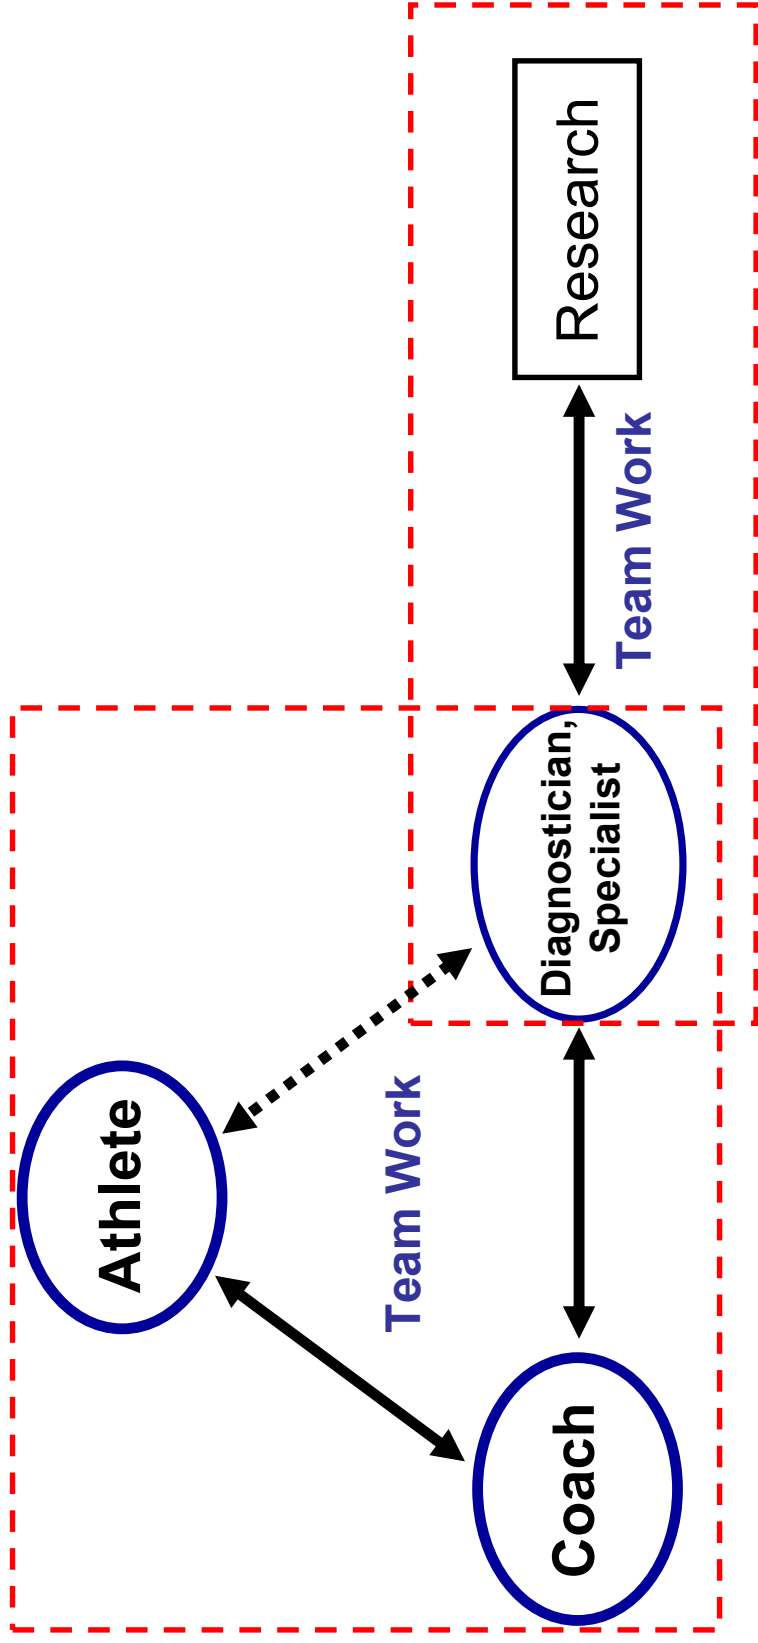 Athlete
Team Work
Coach
Diagnostician,
Specialist
Team Work
Research